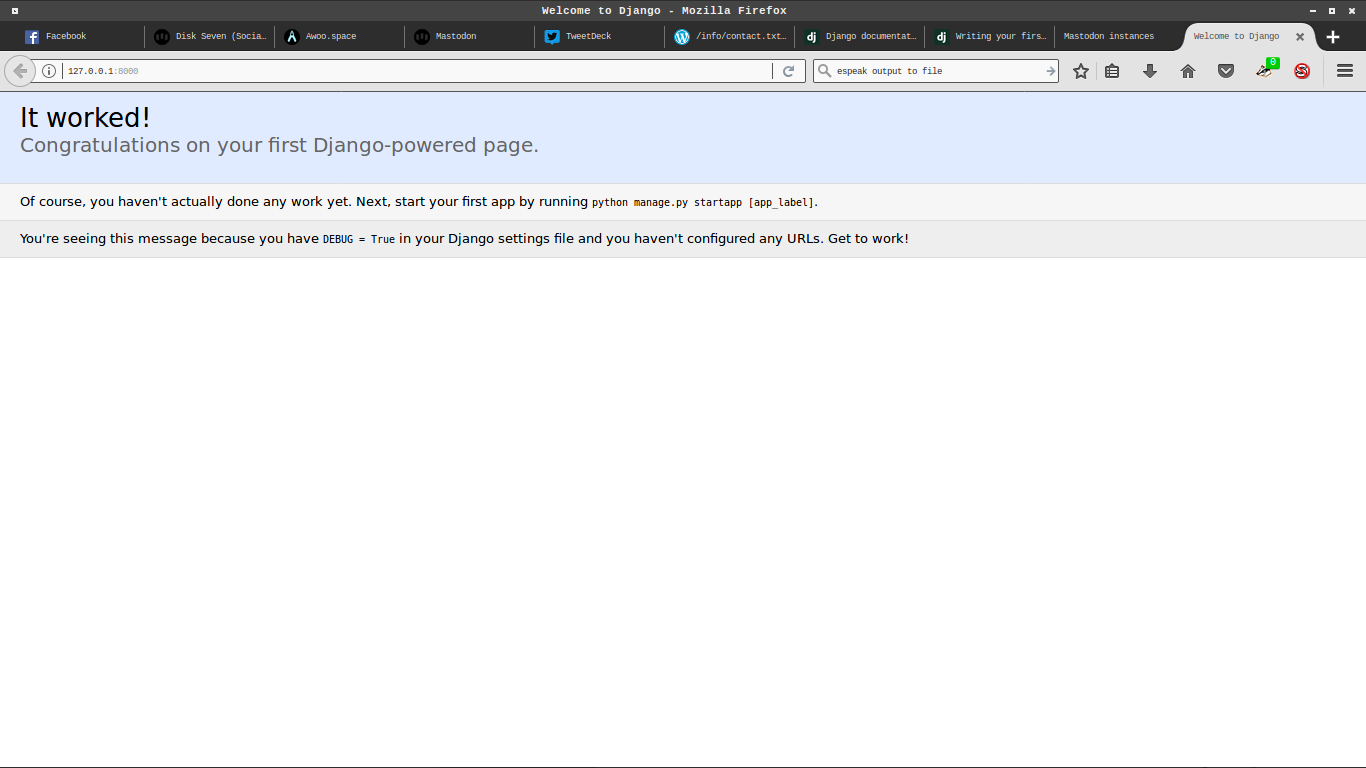 Welcome to Django - Mozilla Firefox
Facebook
Disk Seven (Socia…
Awoo.space
Mastodon
TweetDeck
/info/contact.txt…
Django documentat…
Writing your firs…
Mastodon instances
Welcome to Django
127.0.0.1:8000
espeak output to file
0
It worked!
Congratulations on your first Django-powered page.
Of course, you haven't actually done any work yet. Next, start your first app by running python manage.py startapp [app_label].
You're seeing this message because you have DEBUG = True in your Django settings file and you haven't configured any URLs. Get to work!